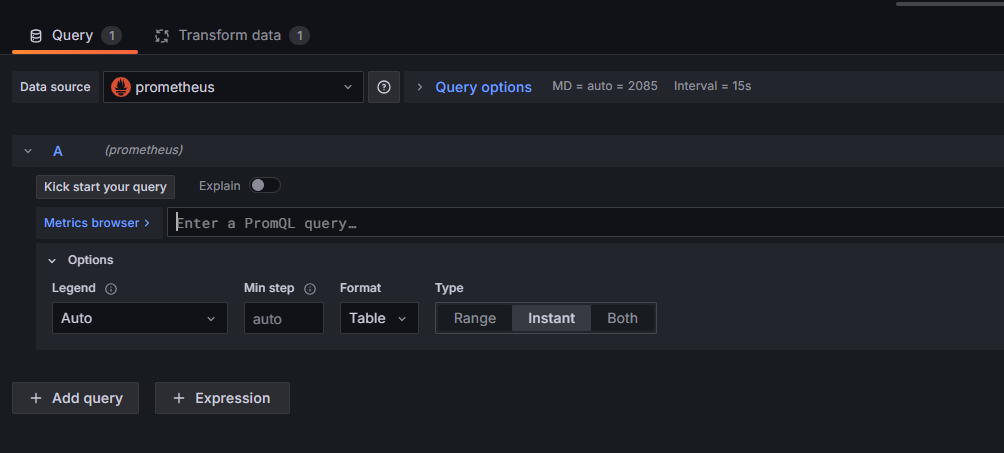 Query 1 Transform data 1
Data source prometheus Query options MD = auto = 2085 Interval = 15s
A (prometheus)
Kick start your query Explain
Metrics browser > Enter a PromQL query…
Options
Legend Min step Format Type
Auto auto Table Range Instant Both
+ Add query + Expression